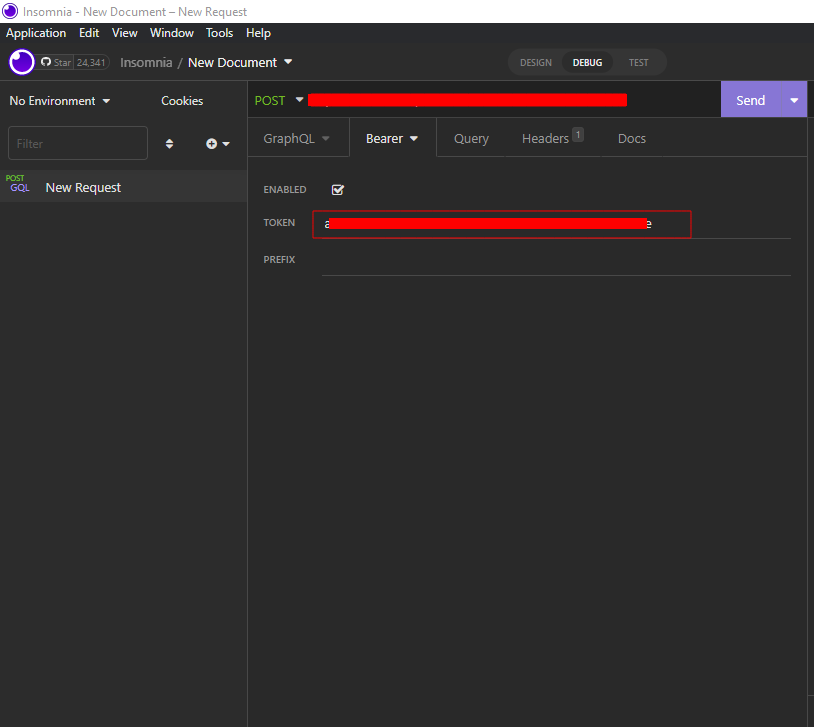 Insomnia - New Document – New Request
Application Edit View Window Tools Help
Star 24,341 Insomnia / New Document DESIGN DEBUG TEST
No Environment Cookies POST Send
Filter GraphQL Bearer Query Headers 1 Docs
POST
GQL New Request ENABLED
TOKEN a e
PREFIX